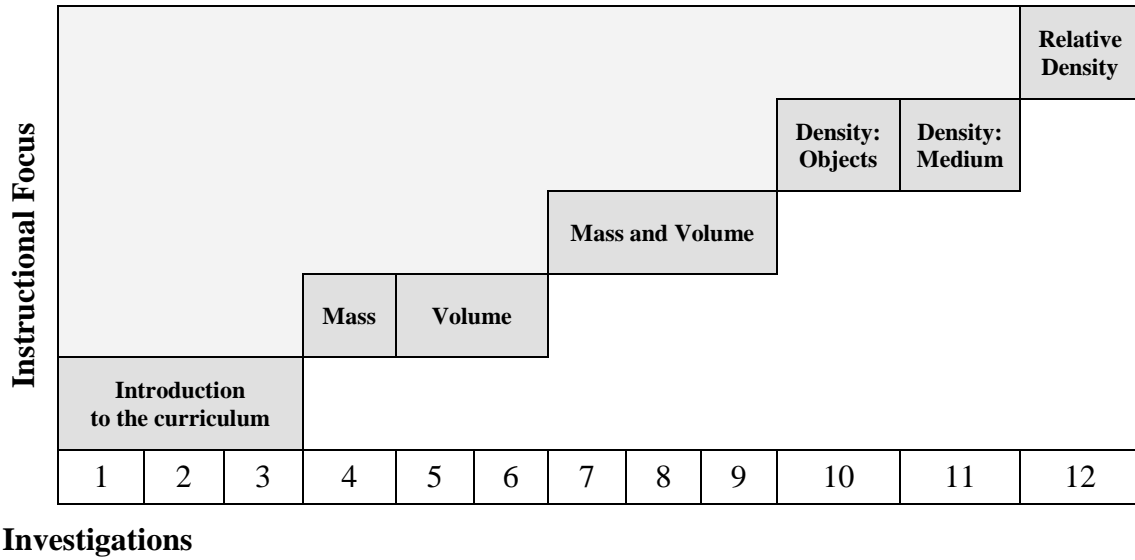 Relative
Density
Density:
Objects
Density:
Medium
Mass and Volume
Mass
Volume
Introduction
to the curriculum
Instructional Focus
1 2 3 4 5 6 7 8 9 10 11 12
Investigations